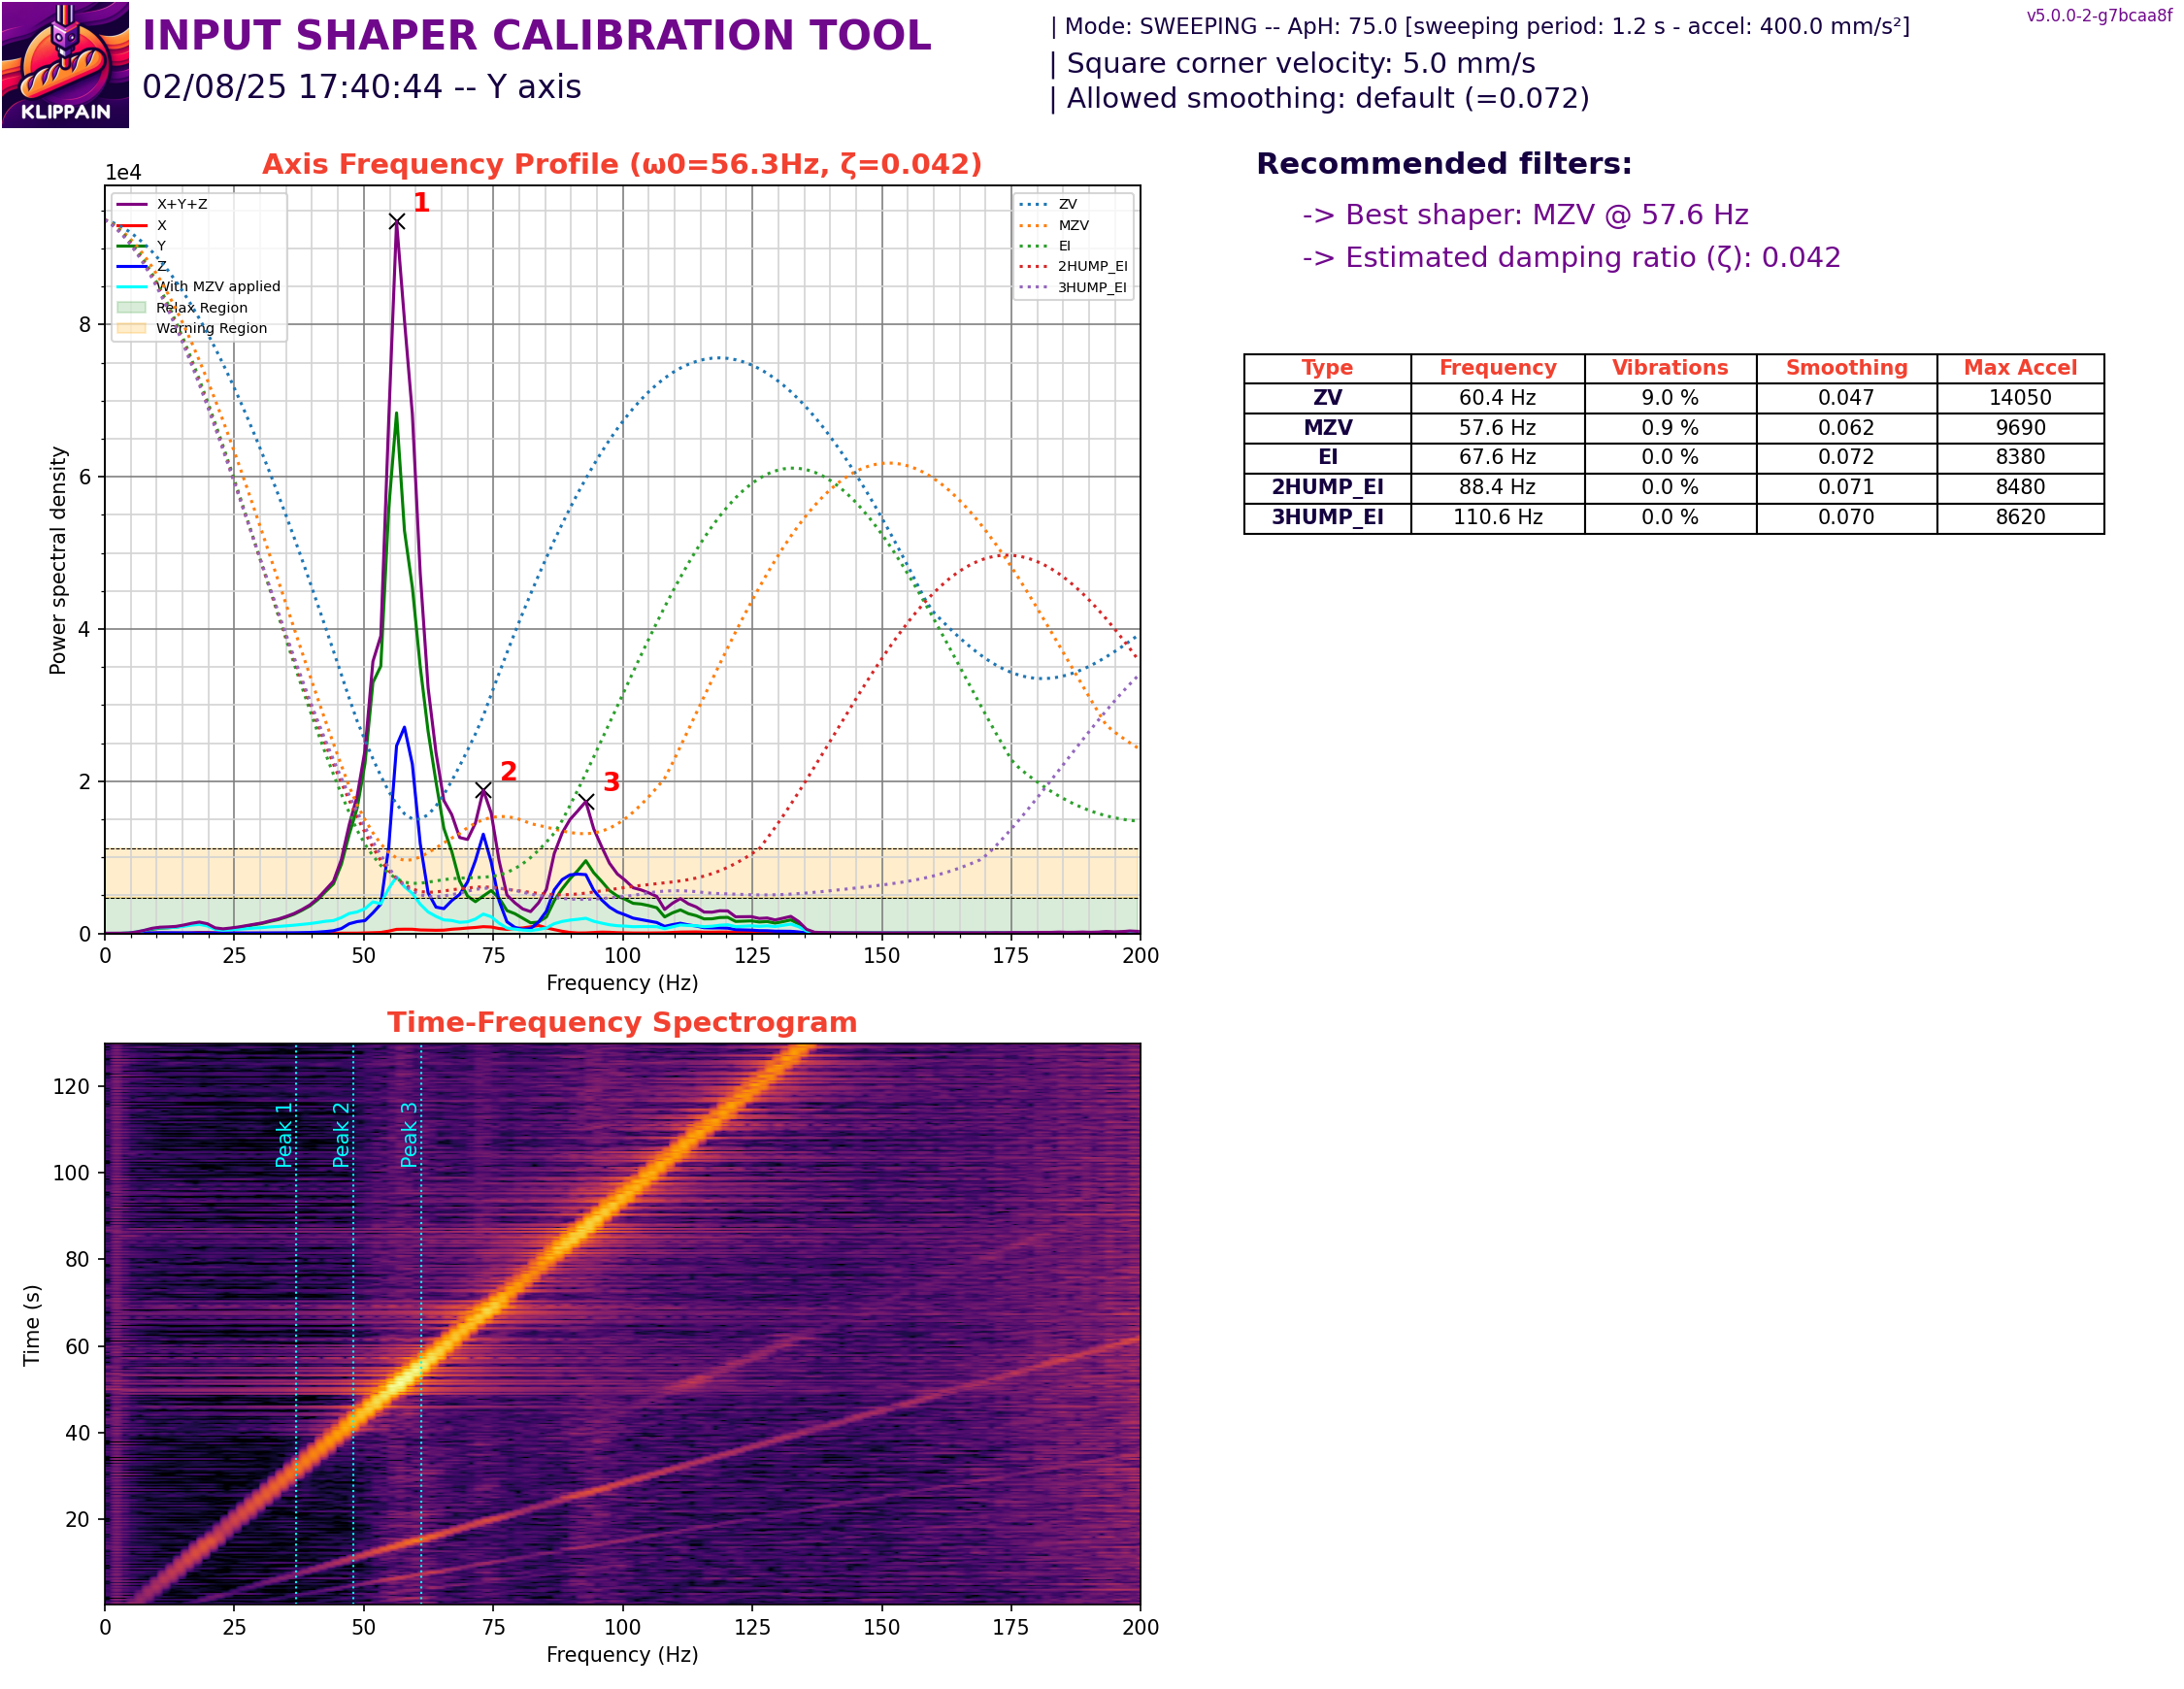 KLIPPAIN
INPUT SHAPER CALIBRATION TOOL
02/08/25 17:40:44 -- Y axis
| Mode: SWEEPING -- ApH: 75.0 [sweeping period: 1.2 s - accel: 400.0 mm/s²]
| Square corner velocity: 5.0 mm/s
| Allowed smoothing: default (=0.072)
v5.0.0-2-g7bcaa8f
Axis Frequency Profile (ω0=56.3Hz, ζ=0.042)
1e4
X+Y+Z
X
Y
Z
With MZV applied
Relax Region
Warning Region
ZV
MZV
EI
2HUMP_EI
3HUMP_EI
1
2
3
8
6
4
2
0
Power spectral density
0 25 50 75 100 125 150 175 200
Frequency (Hz)
Recommended filters:
-> Best shaper: MZV @ 57.6 Hz
-> Estimated damping ratio (ζ): 0.042
Type Frequency Vibrations Smoothing Max Accel
ZV 60.4 Hz 9.0 % 0.047 14050
MZV 57.6 Hz 0.9 % 0.062 9690
EI 67.6 Hz 0.0 % 0.072 8380
2HUMP_EI 88.4 Hz 0.0 % 0.071 8480
3HUMP_EI 110.6 Hz 0.0 % 0.070 8620
Time-Frequency Spectrogram
Peak 1
Peak 2
Peak 3
120
100
80
60
40
20
Time (s)
0 25 50 75 100 125 150 175 200
Frequency (Hz)